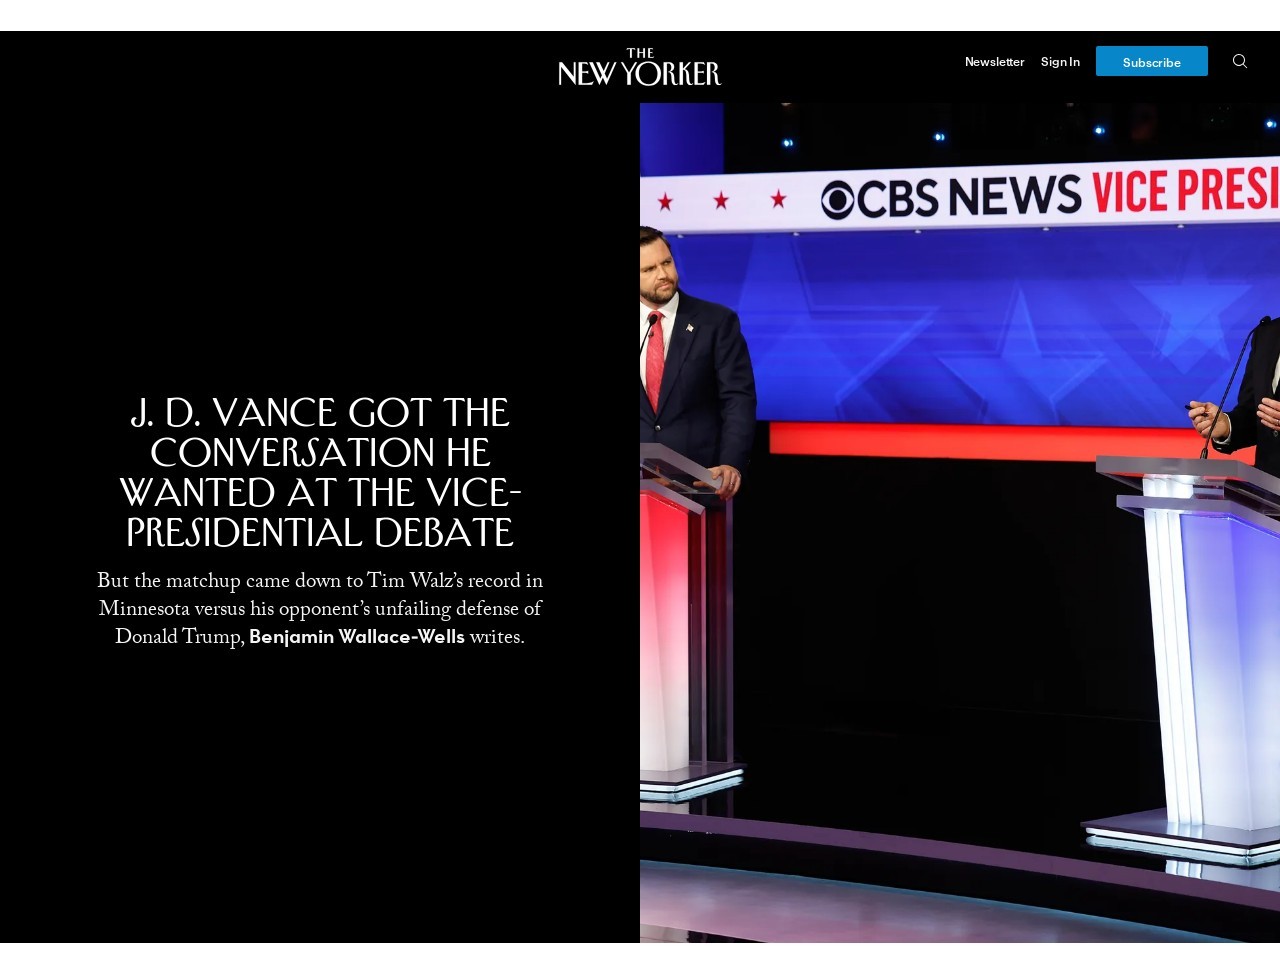 THE
NEW YORKER
Newsletter
Sign In
Subscribe
CBS NEWS VICE PRESI
J. D. VANCE GOT THE
CONVERSATION HE
WANTED AT THE VICE-
PRESIDENTIAL DEBATE
But the matchup came down to Tim Walz’s record in
Minnesota versus his opponent’s unfailing defense of
Donald Trump, Benjamin Wallace-Wells writes.